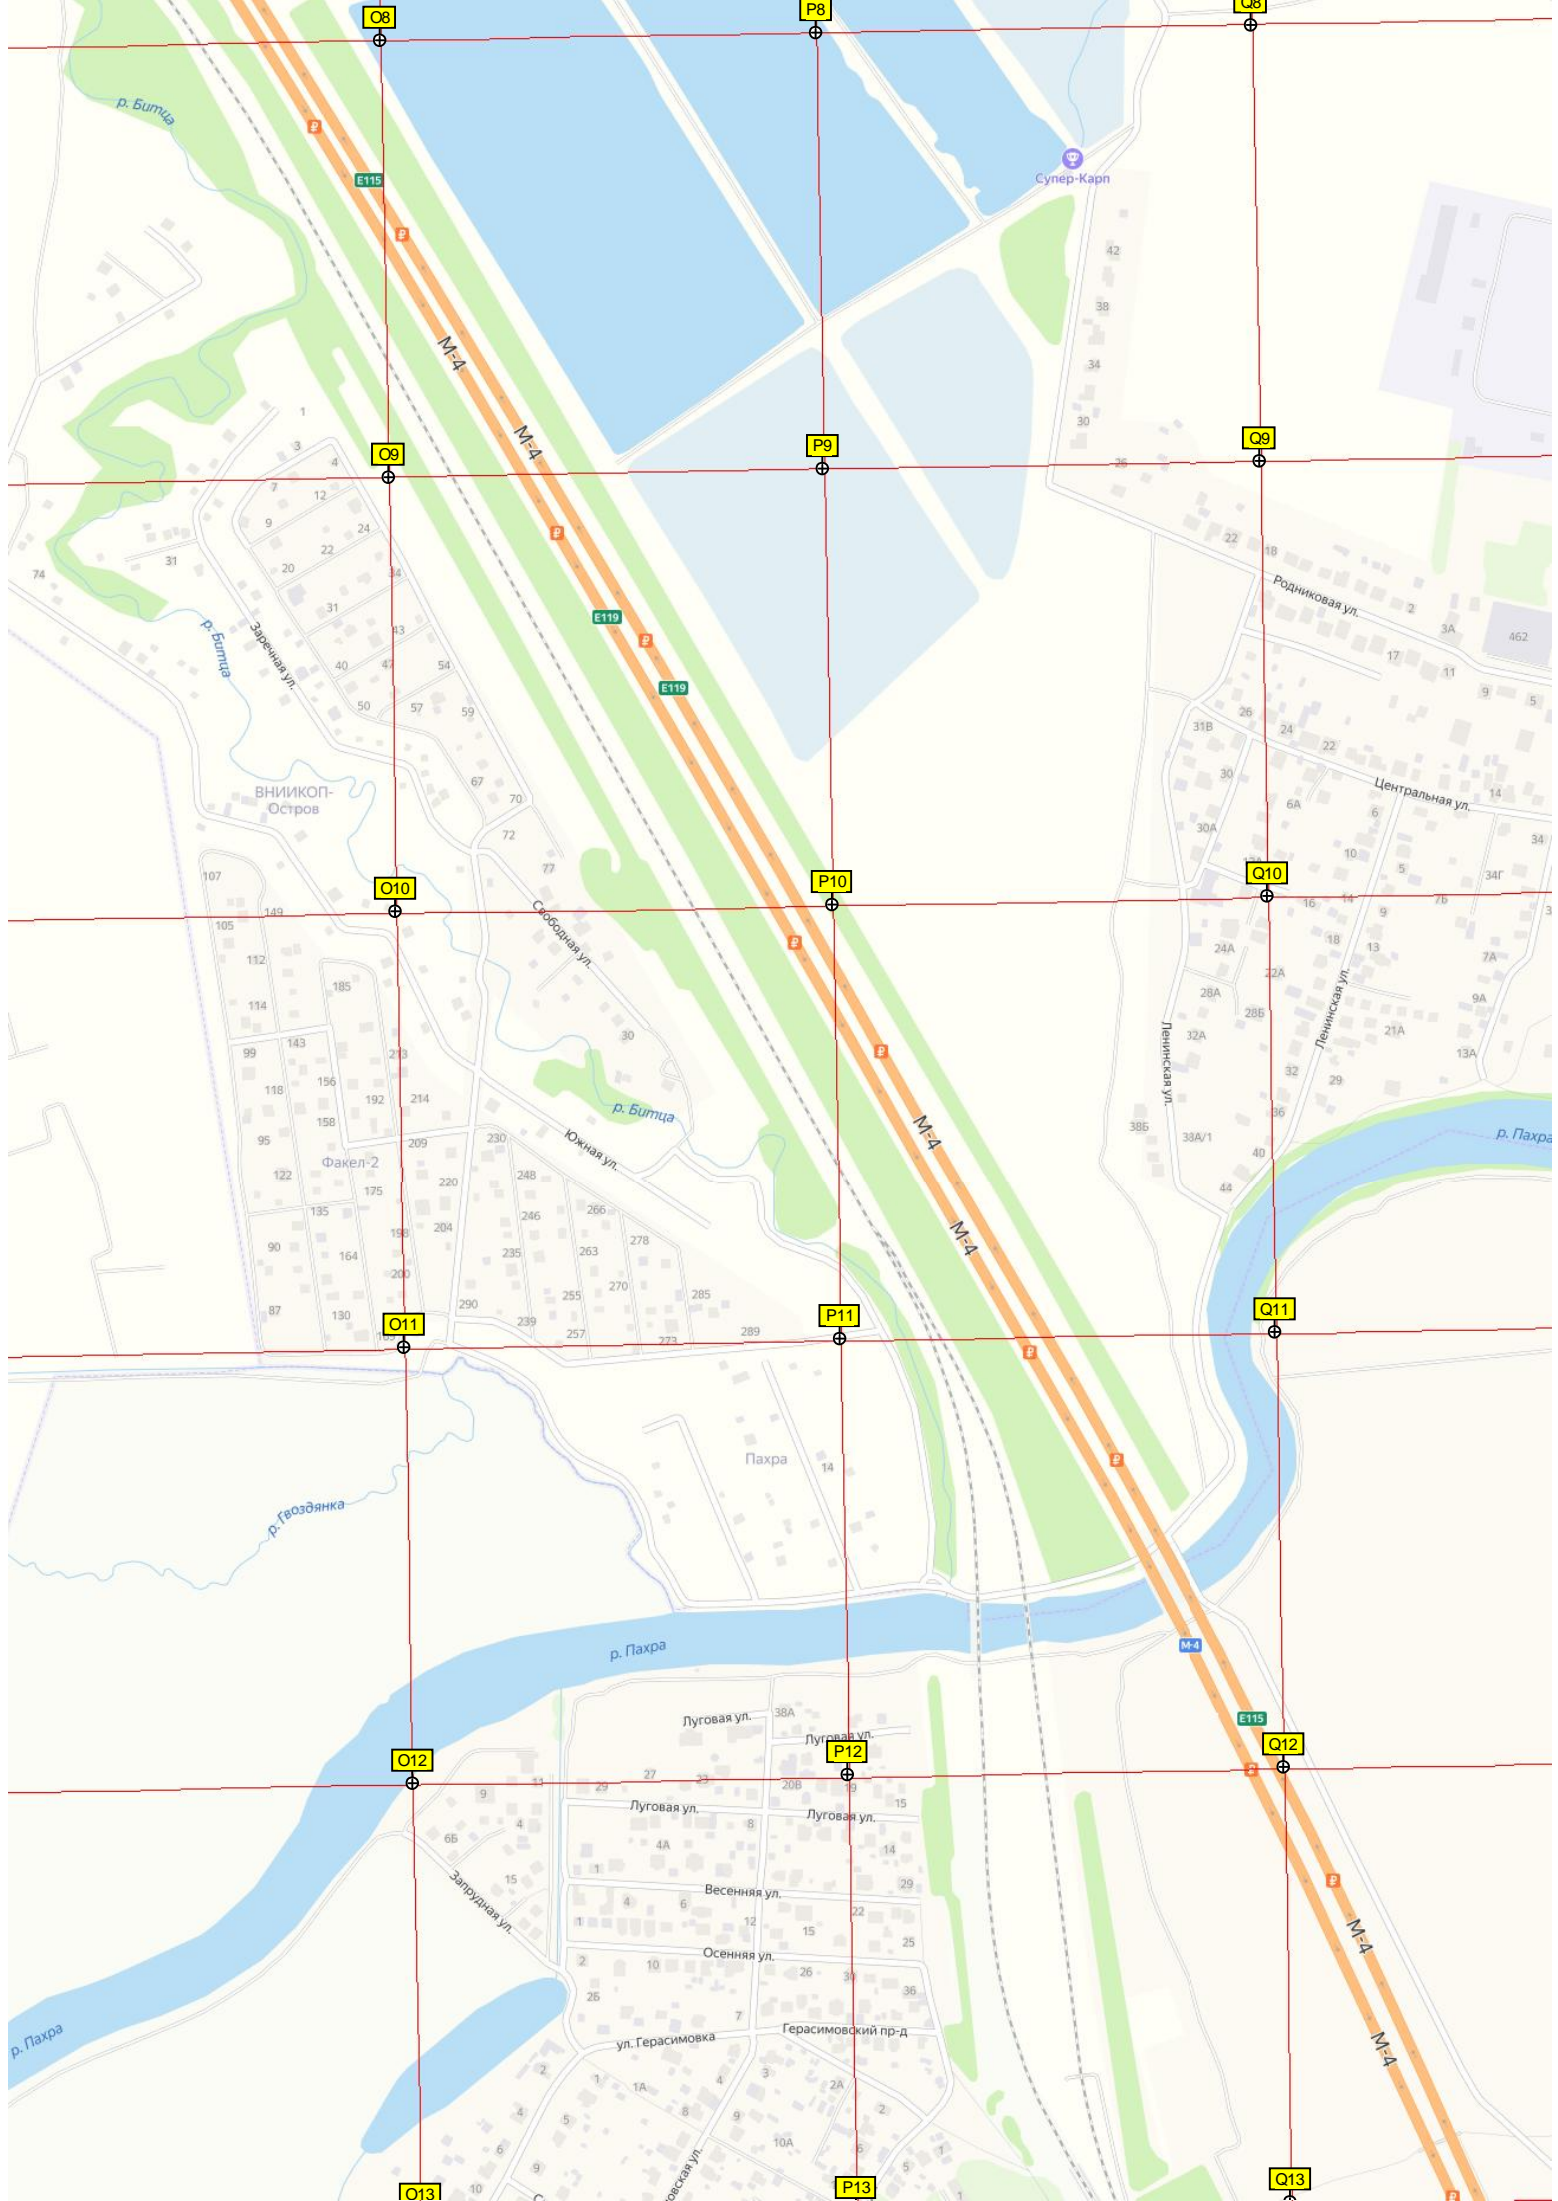 O8
P8
Q8
р. Битца
E115
Супер-Карп
42
38
М-4
34
1
30
3
М-4
Q9
P9
O9
4
26
7
12
9
24
22
22
18
31
20
74
34
Родниковая ул.
31
2
E119
3А
462
43
р. Битца
Заречная ул.
17
40
47
54
11
E119
9
5
50
57
59
26
31В
24
22
67
30
ВНИИКОП-
Остров
70
Центральная ул.
14
6А
6
30А
72
34
10
77
5
107
34Г
P10
Q10
O10
14
7Б
16
149
9
105
Свободная ул.
18
24А
13
112
7А
22А
185
28А
9А
114
28Б
30
Ленинская ул.
Ленинская ул.
21А
32А
143
99
213
13А
32
156
29
118
192
214
р. Битца
36
158
М-4
38Б
95
230
209
Южная ул.
38А/1
р. Пахра
40
Факел-2
122
248
175
220
44
135
246
266
198
204
М-4
90
235
263
278
164
200
270
255
285
290
87
130
239
Q11
P11
O11
257
289
273
Пахра
14
р. Гвоздянка
р. Пахра
М-4
38А
Луговая ул.
E115
Луговая ул.
Q12
P12
O12
27
23
29
20В
19
11
9
15
Луговая ул.
Луговая ул.
4
8
6Б
4А
14
1
15
29
Запрудная ул.
Весенняя ул.
4
6
22
12
1
15
25
М-4
Осенняя ул.
2
10
26
36
2Б
7
Герасимовский пр-д
р. Пахра
ул. Герасимовка
М-4
2
3
1
4
1А
2А
4
8
2
5
9
10А
6
6
1
9
5
Q13
P13
O13
10
1